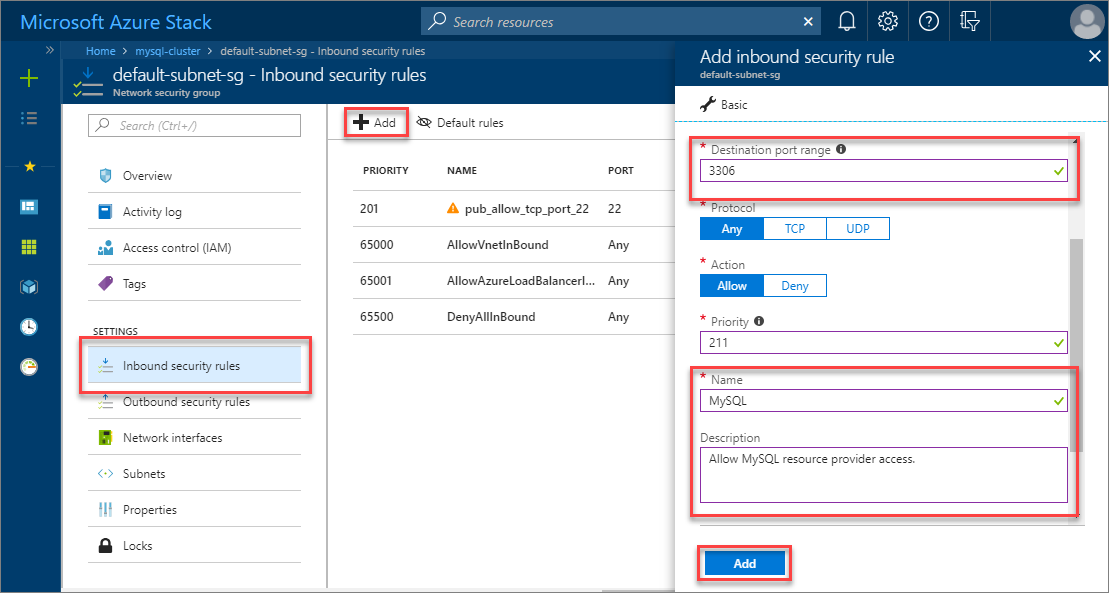 Microsoft Azure Stack
Search resources
Home > mysql-cluster > default-subnet-sg - Inbound security rules
default-subnet-sg - Inbound security rules
Network security group
Search (Ctrl+/)
Overview
Activity log
Access control (IAM)
Tags
SETTINGS
Inbound security rules
Outbound security rules
Network interfaces
Subnets
Properties
Locks
Add
Default rules
PRIORITY NAME PORT
201 pub_allow_tcp_port_22 22
65000 AllowVnetInBound Any
65001 AllowAzureLoadBalancerI... Any
65500 DenyAllInBound Any
Add inbound security rule
default-subnet-sg
Basic
* Destination port range
3306
* Protocol
Any TCP UDP
* Action
Allow Deny
* Priority
211
* Name
MySQL
Description
Allow MySQL resource provider access.
Add